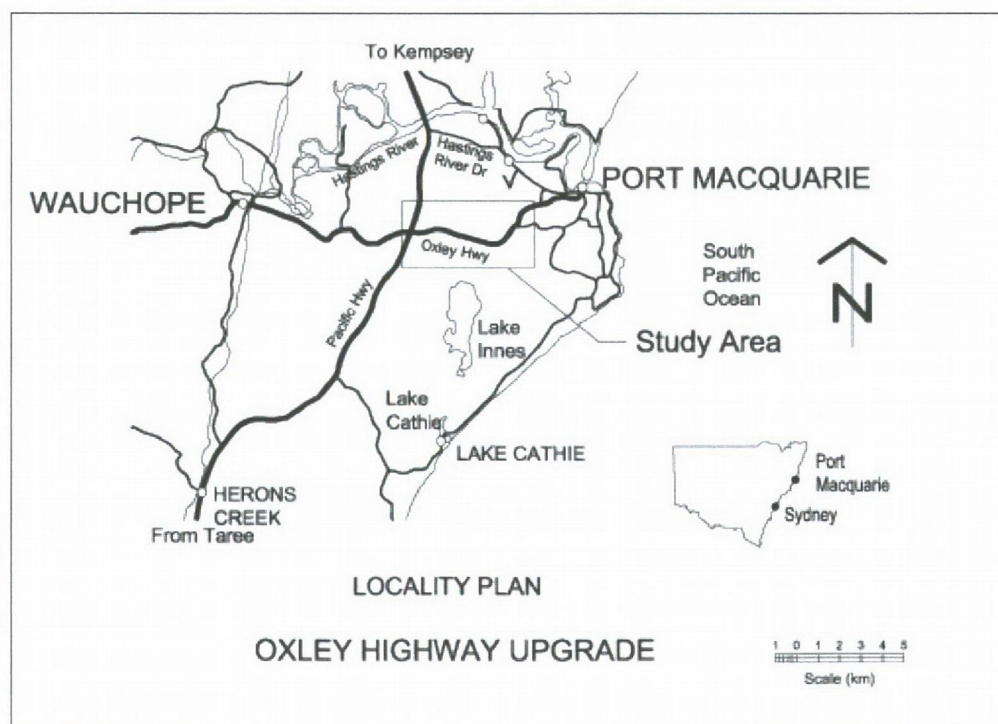 To Kempsey
Hastings River
Hastings
River Dr
WAUCHOPE
PORT MACQUARIE
Oxley Hwy
South
Pacific
Ocean
N
Pacific Hwy
Lake
Innes
Study Area
Lake
Cathie
LAKE CATHIE
Port
Macquarie
Sydney
HERONS
CREEK
From Taree
LOCALITY PLAN
OXLEY HIGHWAY UPGRADE
1 0 1 2 3 4 5
Scale (km)